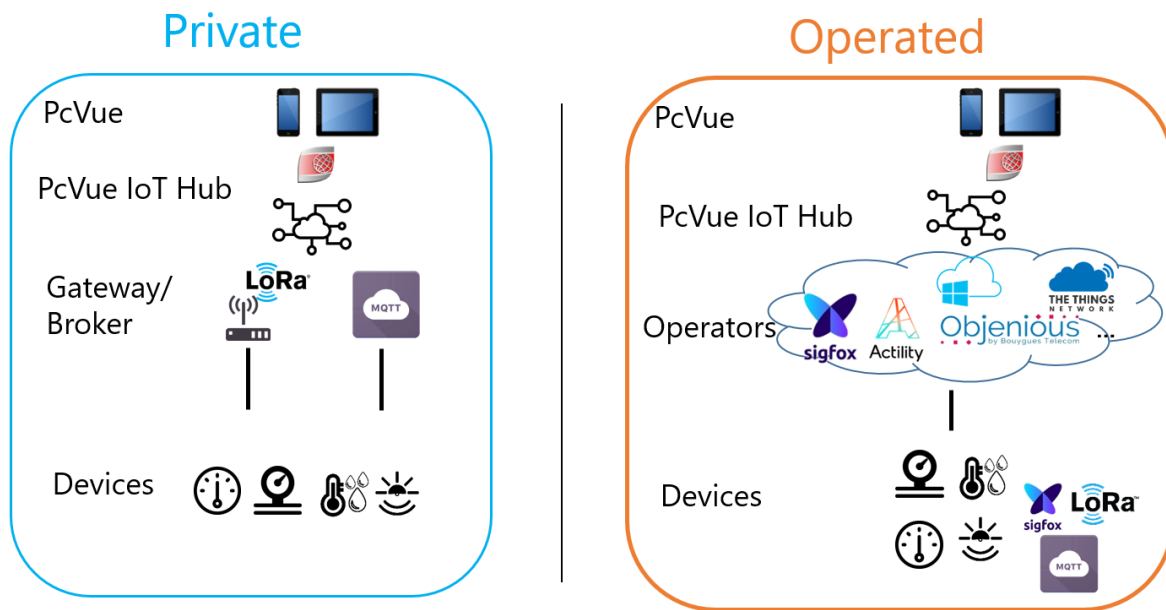 Private
PcVue
PcVue IoT Hub
LoRa®
Gateway/
Broker
MQTT
Devices
Operated
PcVue
PcVue IoT Hub
Operators
sigfox
Actility
Objenious
by Bouygues Telecom
THE THINGS
NETWORK
...
Devices
sigfox
LoRa™
MQTT